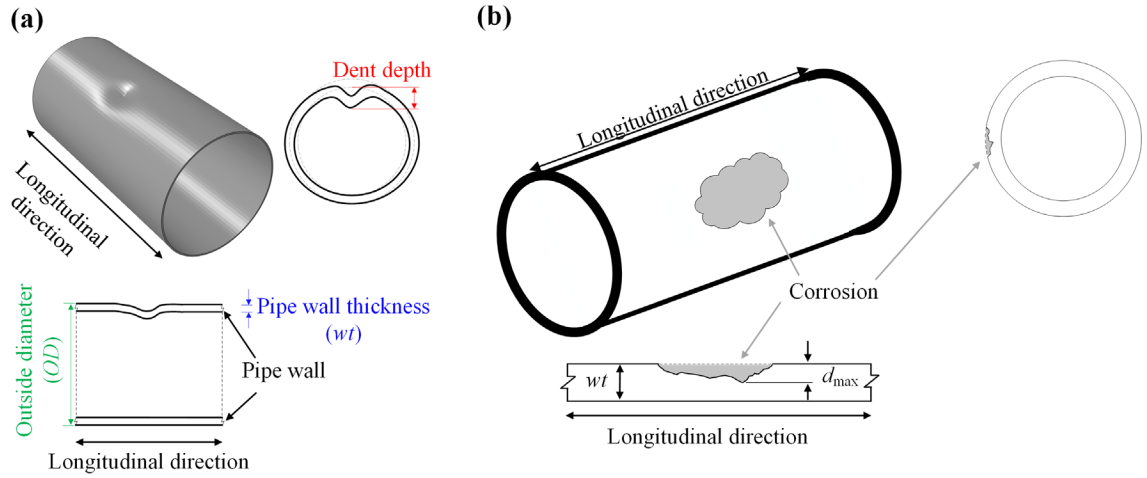 (a)
Dent depth
Longitudinal
direction
Outside diameter
(OD)
Pipe wall thickness
(wt)
Pipe wall
Longitudinal direction
(b)
Longitudinal direction
Corrosion
wt
dmax
Longitudinal direction